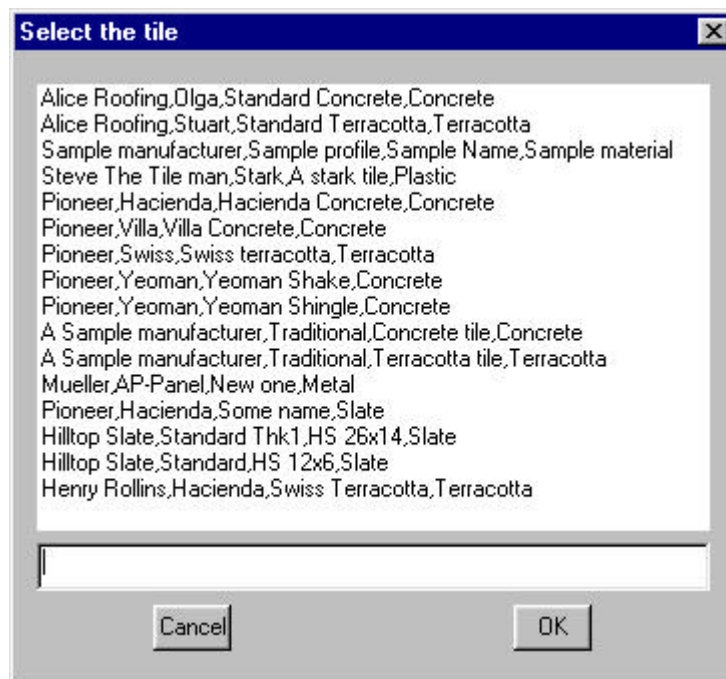 Select the tile
Alice Roofing,Olga,Standard Concrete,Concrete
Alice Roofing,Stuart,Standard Terracotta,Terracotta
Sample manufacturer,Sample profile,Sample Name,Sample material
Steve The Tile man,Stark,A stark tile,Plastic
Pioneer,Hacienda,Hacienda Concrete,Concrete
Pioneer,Villa,Villa Concrete,Concrete
Pioneer,Swiss,Swiss terracotta,Terracotta
Pioneer,Yeoman,Yeoman Shake,Concrete
Pioneer,Yeoman,Yeoman Shingle,Concrete
A Sample manufacturer,Traditional,Concrete tile,Concrete
A Sample manufacturer,Traditional,Terracotta tile,Terracotta
Mueller,AP-Panel,New one,Metal
Pioneer,Hacienda,Some name,Slate
Hilltop Slate,Standard Thk1,HS 26x14,Slate
Hilltop Slate,Standard,HS 12x6,Slate
Henry Rollins,Hacienda,Swiss Terracotta,Terracotta
Cancel OK